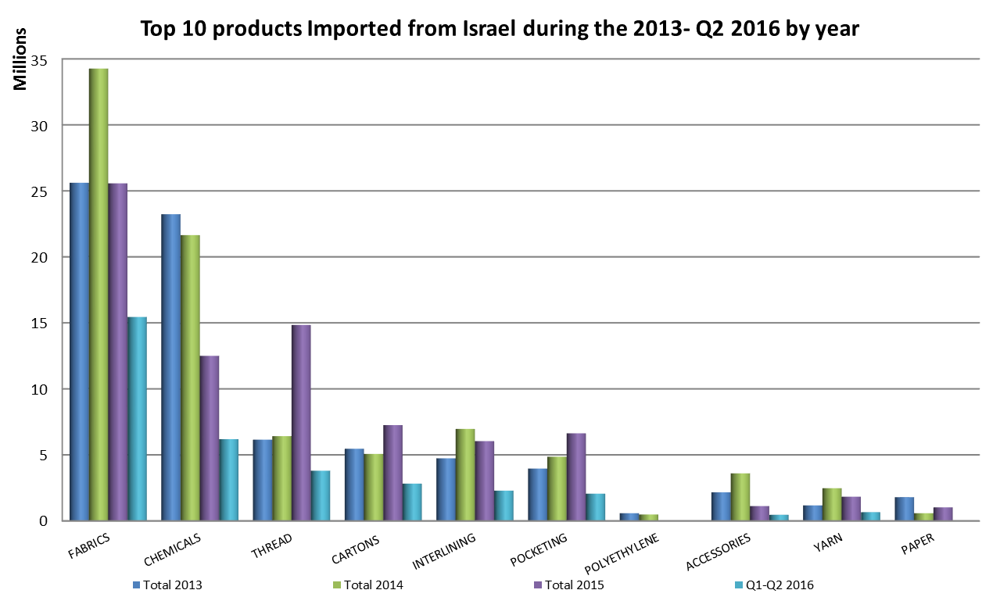 Top 10 products Imported from Israel during the 2013- Q2 2016 by year
Millions
35
30
25
20
15
10
5
0
FABRICS
CHEMICALS
THREAD
CARTONS
INTERLINING
POCKETING
POLYETHYLENE
ACCESSORIES
YARN
PAPER
Total 2013
Total 2014
Total 2015
Q1-Q2 2016